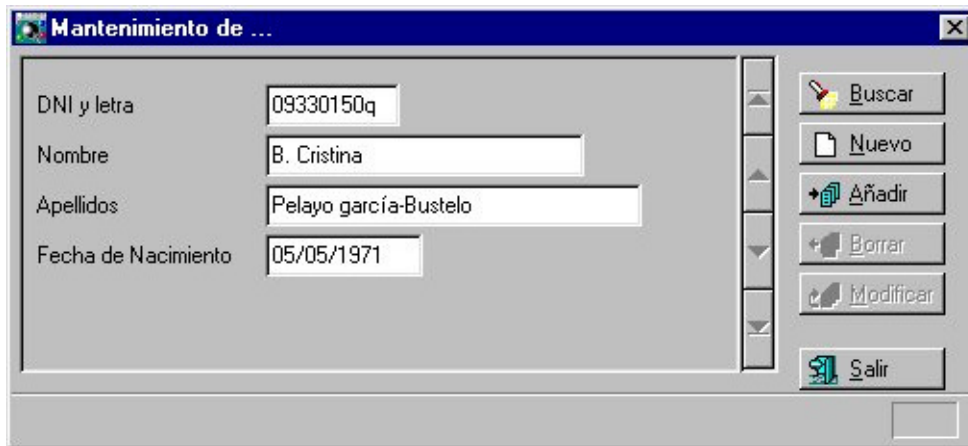 Mantenimiento de ...
DNI y letra 09330150q
Nombre B. Cristina
Apellidos Pelayo garcía-Bustelo
Fecha de Nacimiento 05/05/1971
Buscar
Nuevo
Añadir
Borrar
Modificar
Salir